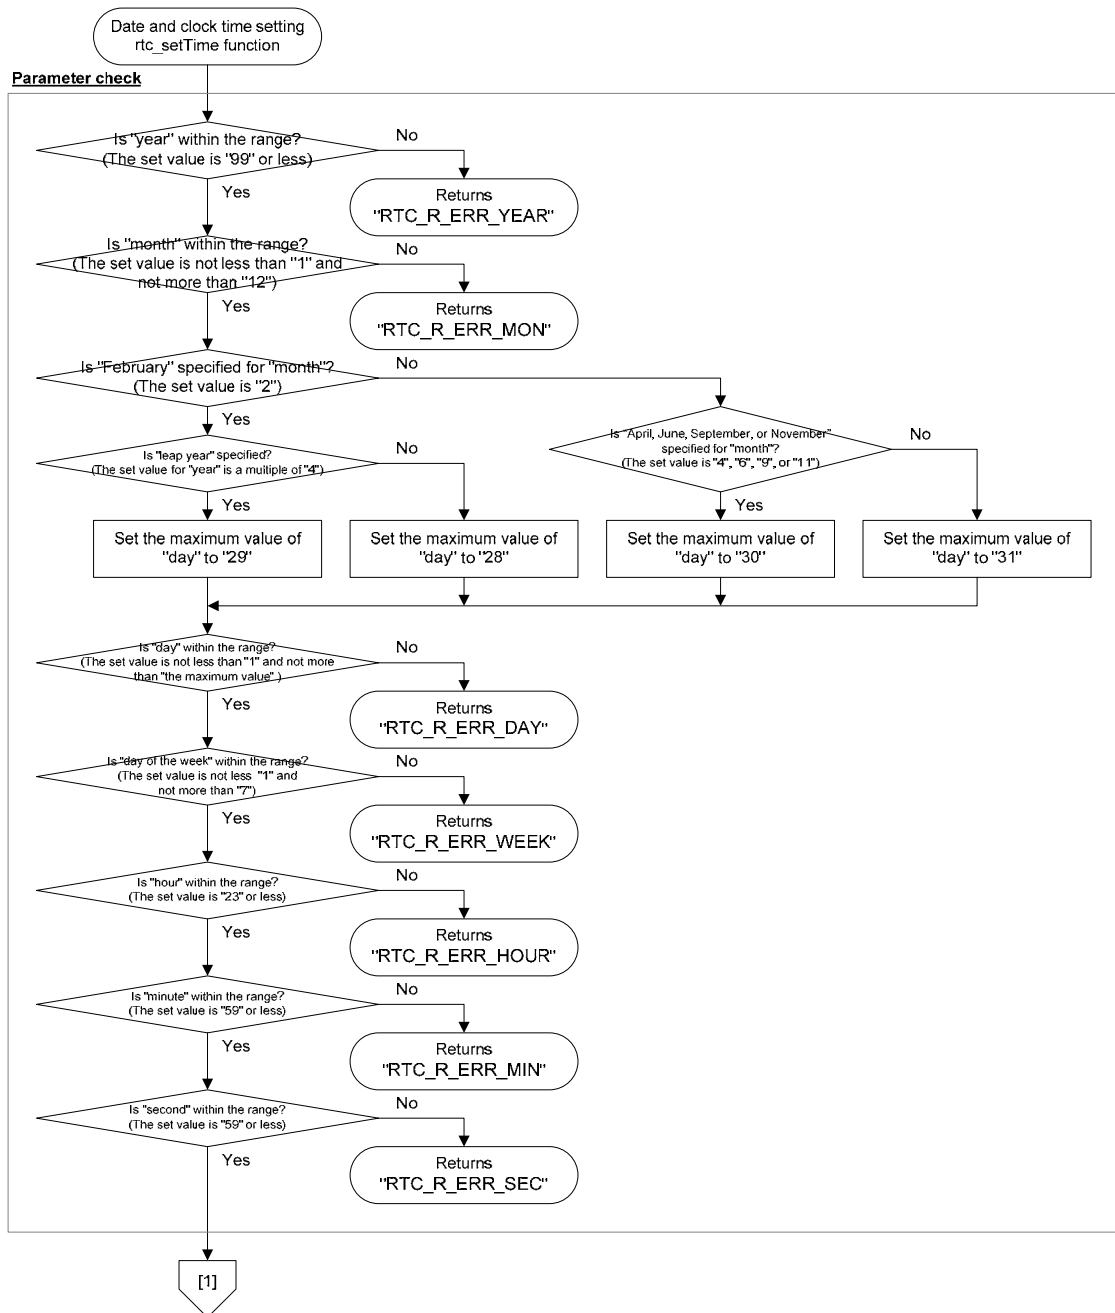 Date and clock time setting
rtc_setTime function
Parameter check
Is "year" within the range?
(The set value is "99" or less)
No
Yes
Returns
"RTC_R_ERR_YEAR"
Is "month" within the range?
(The set value is not less than "1" and
not more than "12")
No
Yes
Returns
"RTC_R_ERR_MON"
Is "February" specified for "month"?
(The set value is "2")
No
Yes
Is "April, June, September, or November"
specified for "month"?
(The set value is "4", "6", "9", or "11")
No
Yes
Is "leap year" specified?
(The set value for "year" is a multiple of "4")
No
Yes
Set the maximum value of
"day" to "29"
Set the maximum value of
"day" to "28"
Set the maximum value of
"day" to "30"
Set the maximum value of
"day" to "31"
Is "day" within the range?
(The set value is not less than "1" and not more
than "the maximum value".)
No
Yes
Returns
"RTC_R_ERR_DAY"
Is "day of the week" within the range?
(The set value is not less "1" and
not more than "7")
No
Yes
Returns
"RTC_R_ERR_WEEK"
Is "hour" within the range?
(The set value is "23" or less)
No
Yes
Returns
"RTC_R_ERR_HOUR"
Is "minute" within the range?
(The set value is "59" or less)
No
Yes
Returns
"RTC_R_ERR_MIN"
Is "second" within the range?
(The set value is "59" or less)
No
Yes
Returns
"RTC_R_ERR_SEC"
[1]